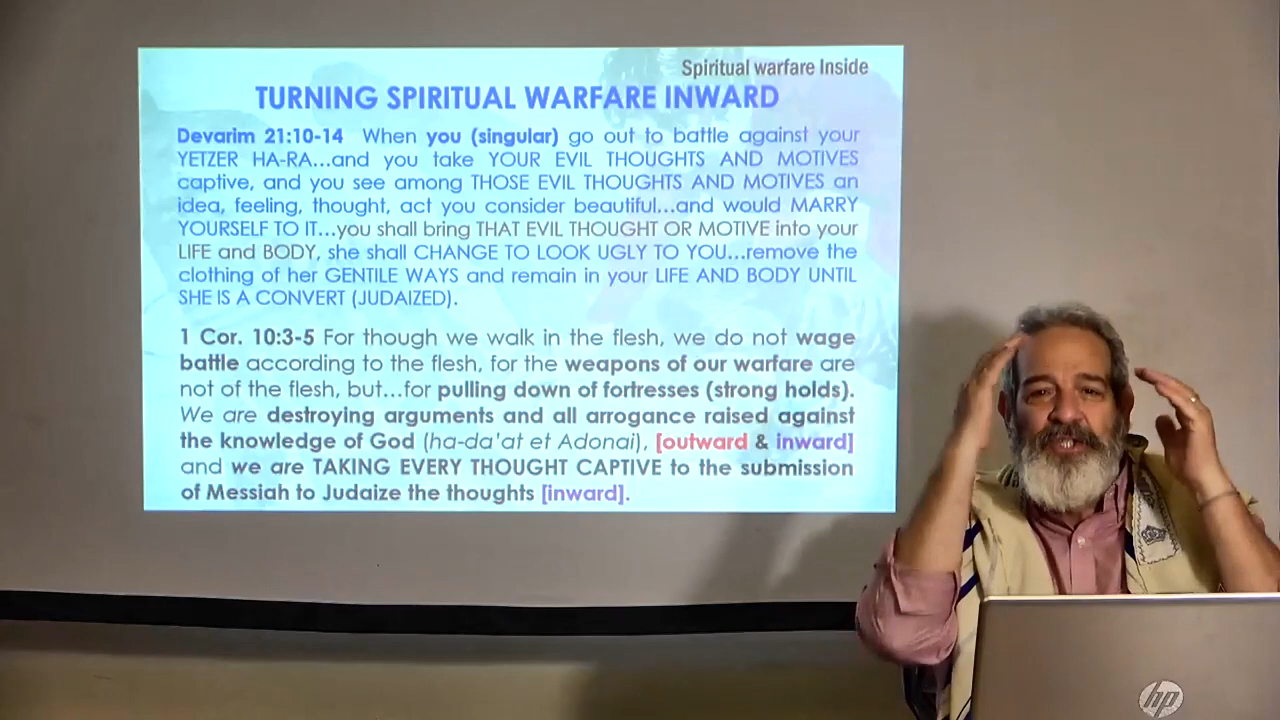 Spiritual warfare Inside
TURNING SPIRITUAL WARFARE INWARD
Devarim 21:10-14 When you (singular) go out to battle against your
YETZER HA-RA...and you take YOUR EVIL THOUGHTS AND MOTIVES
captive, and you see among THOSE EVIL THOUGHTS AND MOTIVES an
idea, feeling, thought, act you consider beautiful...and would MARRY
YOURSELF TO IT...you shall bring THAT EVIL THOUGHT OR MOTIVE into your
LIFE and BODY, she shall CHANGE TO LOOK UGLY TO YOU...remove the
clothing of her GENTILE WAYS and remain in your LIFE AND BODY UNTIL
SHE IS A CONVERT (JUDAIZED).
1 Cor. 10:3-5 For though we walk in the flesh, we do not wage
battle according to the flesh, for the weapons of our warfare are
not of the flesh, but...for pulling down of fortresses (strong holds).
We are destroying arguments and all arrogance raised against
the knowledge of God (ha-da'at et Adonai), [outward & inward]
and we are TAKING EVERY THOUGHT CAPTIVE to the submission
of Messiah to Judaize the thoughts [inward].
hp